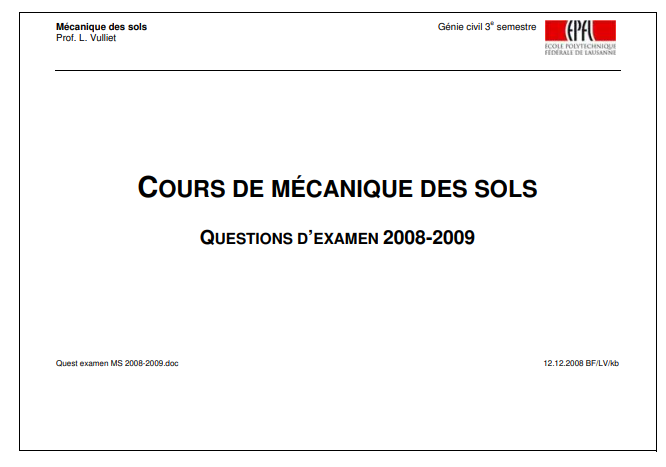 Mécanique des sols
Prof. L. Vulliet
Génie civil 3e semestre
EPFL
ÉCOLE POLYTECHNIQUE
FÉDÉRALE DE LAUSANNE
COURS DE MÉCANIQUE DES SOLS
QUESTIONS D'EXAMEN 2008-2009
Quest examen MS 2008-2009.doc
12.12.2008 BF/LV/kb